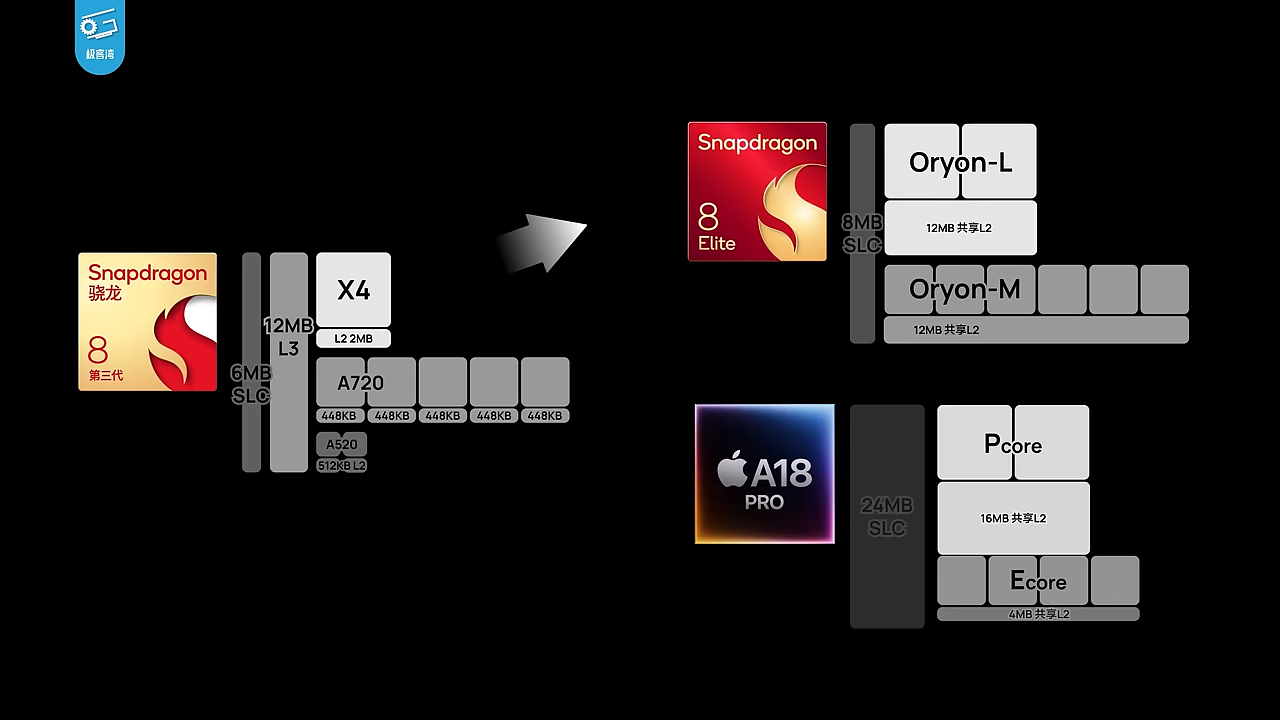 极客湾
Snapdragon
骁龙
8
第三代
6MB
SLC
12MB
L3
X4
L2 2MB
A720
448KB
448KB
448KB
448KB
448KB
A520
512KB L2
Snapdragon
8
Elite
8MB
SLC
Oryon-L
12MB 共享L2
Oryon-M
12MB 共享L2
A18
PRO
24MB
SLC
Pcore
16MB 共享L2
Ecore
4MB 共享L2